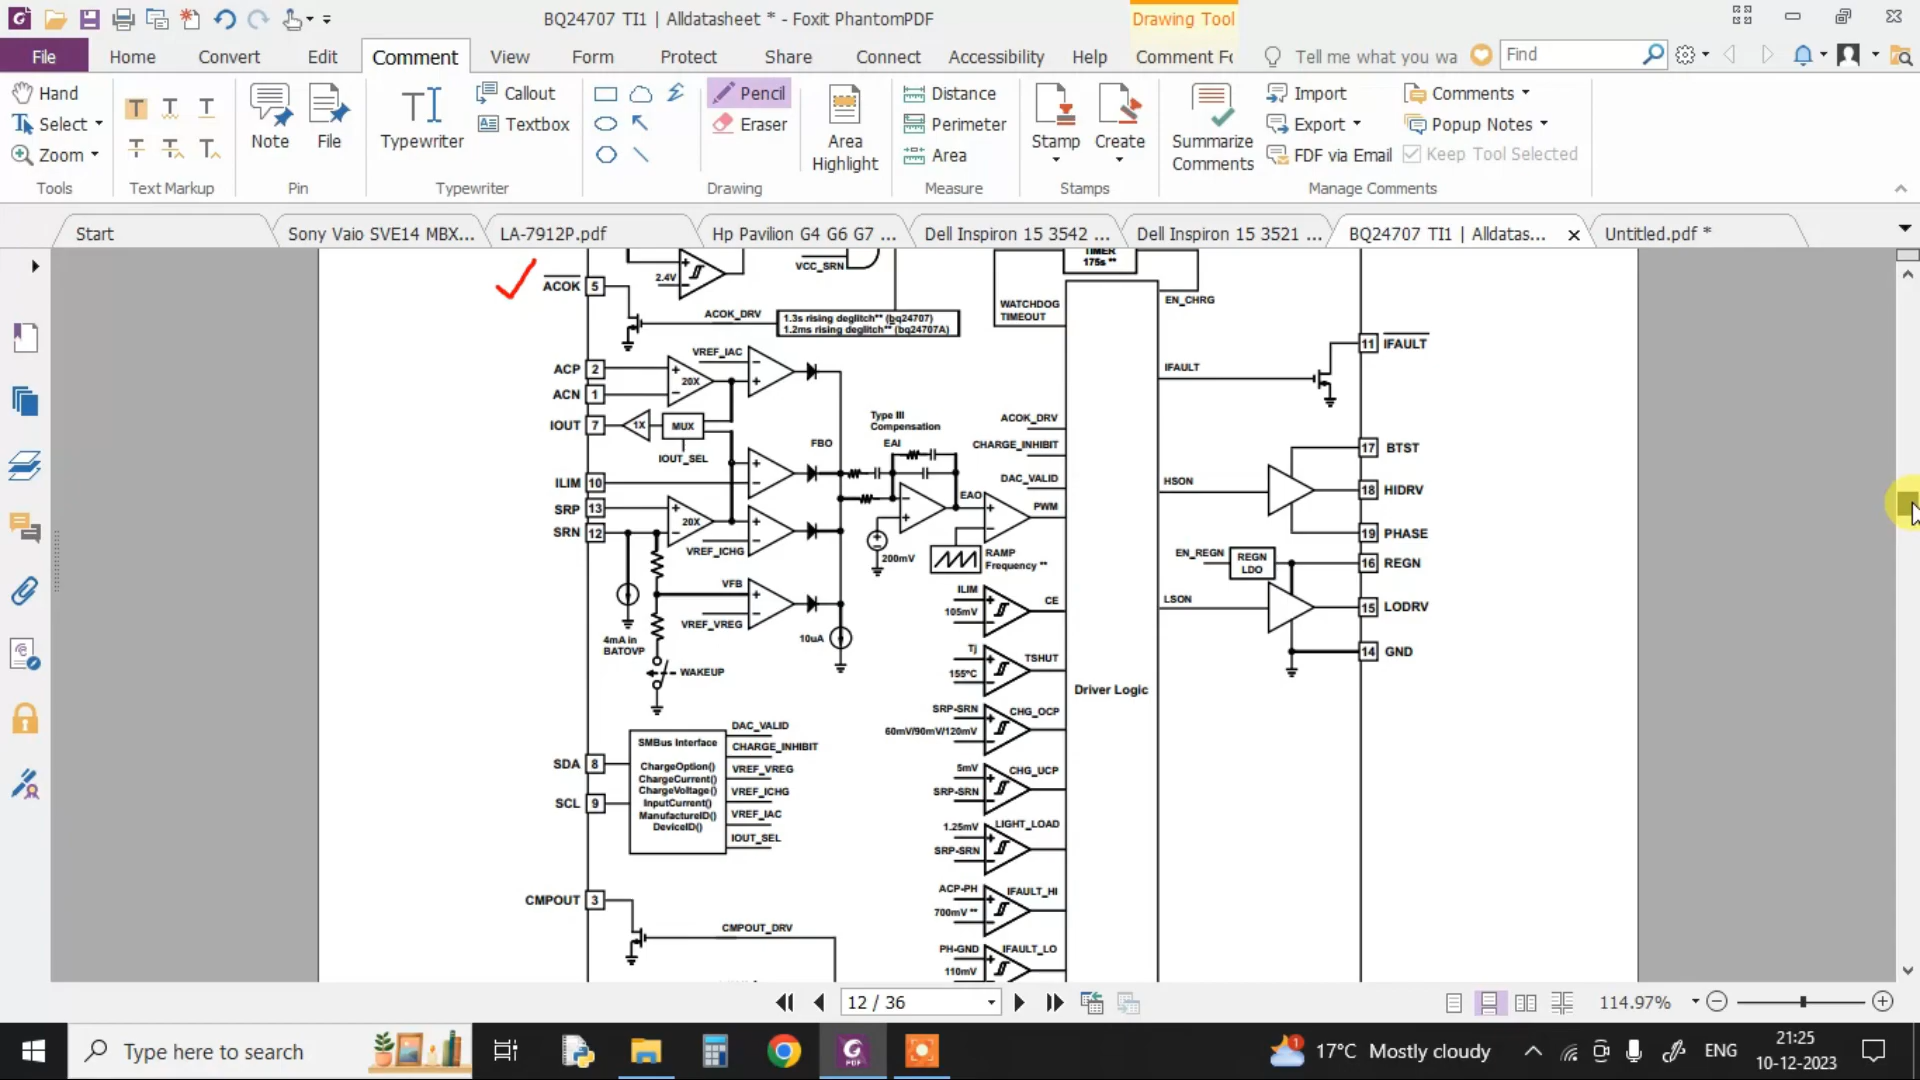 BQ24707 TI1 | Alldatasheet * - Foxit PhantomPDF
Drawing Tool
File
Home
Convert
Edit
Comment
View
Form
Protect
Share
Connect
Accessibility
Help
Comment Fc
Tell me what you wa
Find
Hand
Select
Zoom
Tools
Text Markup
Note
File
Pin
Typewriter
Callout
Textbox
Typewriter
Pencil
Eraser
Area Highlight
Drawing
Distance
Perimeter
Area
Measure
Stamp
Create
Stamps
Summarize Comments
Import
Export
FDF via Email
Comments
Popup Notes
Keep Tool Selected
Manage Comments
Start
Sony Vaio SVE14 MBX...
LA-7912P.pdf
Hp Pavilion G4 G6 G7 ...
Dell Inspiron 15 3542 ...
Dell Inspiron 15 3521 ...
BQ24707 TI1 | Alldatas...
Untitled.pdf *
2.4V
VCC_SRN
TIMER
175s **
ACOK 5
ACOK_DRV
1.3s rising deglitch** (bq24707)
1.2ms rising deglitch** (bq24707A)
WATCHDOG
TIMEOUT
EN_CHRG
11 IFAULT
IFAULT
ACP 2
ACN 1
20X
VREF_IAC
IOUT 7
1X
MUX
IOUT_SEL
FBO
Type III
Compensation
EAI
ACOK_DRV
CHARGE_INHIBIT
DAC_VALID
EAO
PWM
200mV
RAMP
Frequency **
ILIM 10
SRP 13
SRN 12
20X
VREF_ICHG
VFB
VREF_VREG
4mA in
BATOVP
WAKEUP
10uA
17 BTST
HSON
18 HIDRV
19 PHASE
EN_REGN
REGN
LDO
16 REGN
LSON
15 LODRV
14 GND
Driver Logic
ILIM
105mV
CE
Tj
155ºC
TSHUT
SRP-SRN
60mV/90mV/120mV
CHG_OCP
5mV
SRP-SRN
CHG_UCP
1.25mV
SRP-SRN
LIGHT_LOAD
ACP-PH
700mV **
IFAULT_HI
PH-GND
110mV
IFAULT_LO
SDA 8
SCL 9
SMBus Interface
ChargeOption()
ChargeCurrent()
ChargeVoltage()
InputCurrent()
ManufactureID()
DeviceID()
DAC_VALID
CHARGE_INHIBIT
VREF_VREG
VREF_ICHG
VREF_IAC
IOUT_SEL
CMPOUT 3
CMPOUT_DRV
12 / 36
114.97%
Type here to search
17°C Mostly cloudy
ENG
21:25
10-12-2023